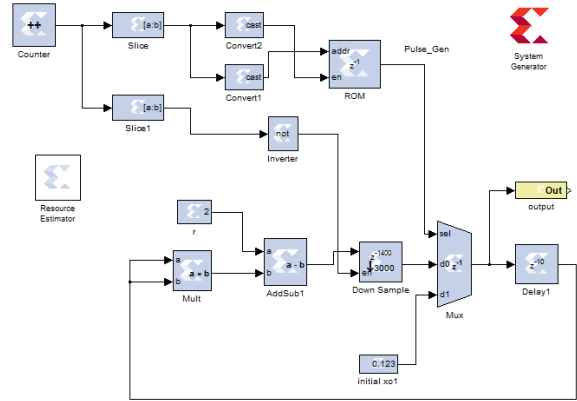 ++
Counter
[a:b]
Slice
cast
Convert2
cast
Convert1
addr
en
z-1
ROM
Pulse_Gen
System
Generator
[a:b]
Slice1
not
Inverter
Resource
Estimator
2
r
a
b
a * b
Mult
a
b
a - b
AddSub1
z-1400
↓3000
en
Down Sample
sel
d0
d1
z-1
Mux
Out
output
z-10
Delay1
0.123
initial xo1